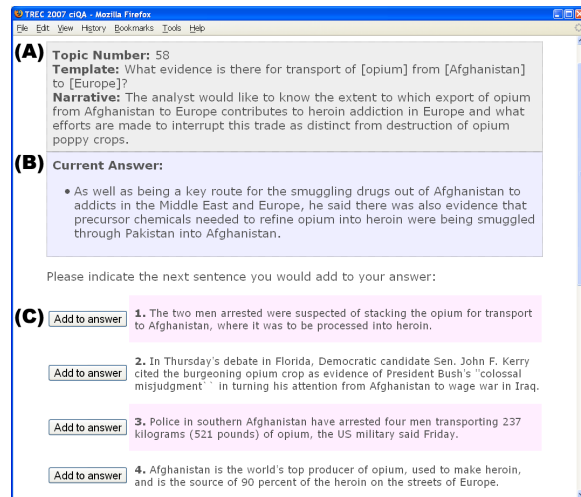 TREC 2007 ciQA - Mozilla Firefox
File Edit View History Bookmarks Tools Help
(A)
Topic Number: 58
Template: What evidence is there for transport of [opium] from [Afghanistan]
to [Europe]?
Narrative: The analyst would like to know the extent to which export of opium
from Afghanistan to Europe contributes to heroin addiction in Europe and what
efforts are made to interrupt this trade as distinct from destruction of opium
poppy crops.
(B)
Current Answer:
• As well as being a key route for the smuggling drugs out of Afghanistan to
addicts in the Middle East and Europe, he said there was also evidence that
precursor chemicals needed to refine opium into heroin were being smuggled
through Pakistan into Afghanistan.
Please indicate the next sentence you would add to your answer:
(C)
Add to answer
1. The two men arrested were suspected of stacking the opium for transport
to Afghanistan, where it was to be processed into heroin.
Add to answer
2. In Thursday's debate in Florida, Democratic candidate Sen. John F. Kerry
cited the burgeoning opium crop as evidence of President Bush's "colossal
misjudgment`` in turning his attention from Afghanistan to wage war in Iraq.
Add to answer
3. Police in southern Afghanistan have arrested four men transporting 237
kilograms (521 pounds) of opium, the US military said Friday.
Add to answer
4. Afghanistan is the world's top producer of opium, used to make heroin,
and is the source of 90 percent of the heroin on the streets of Europe.